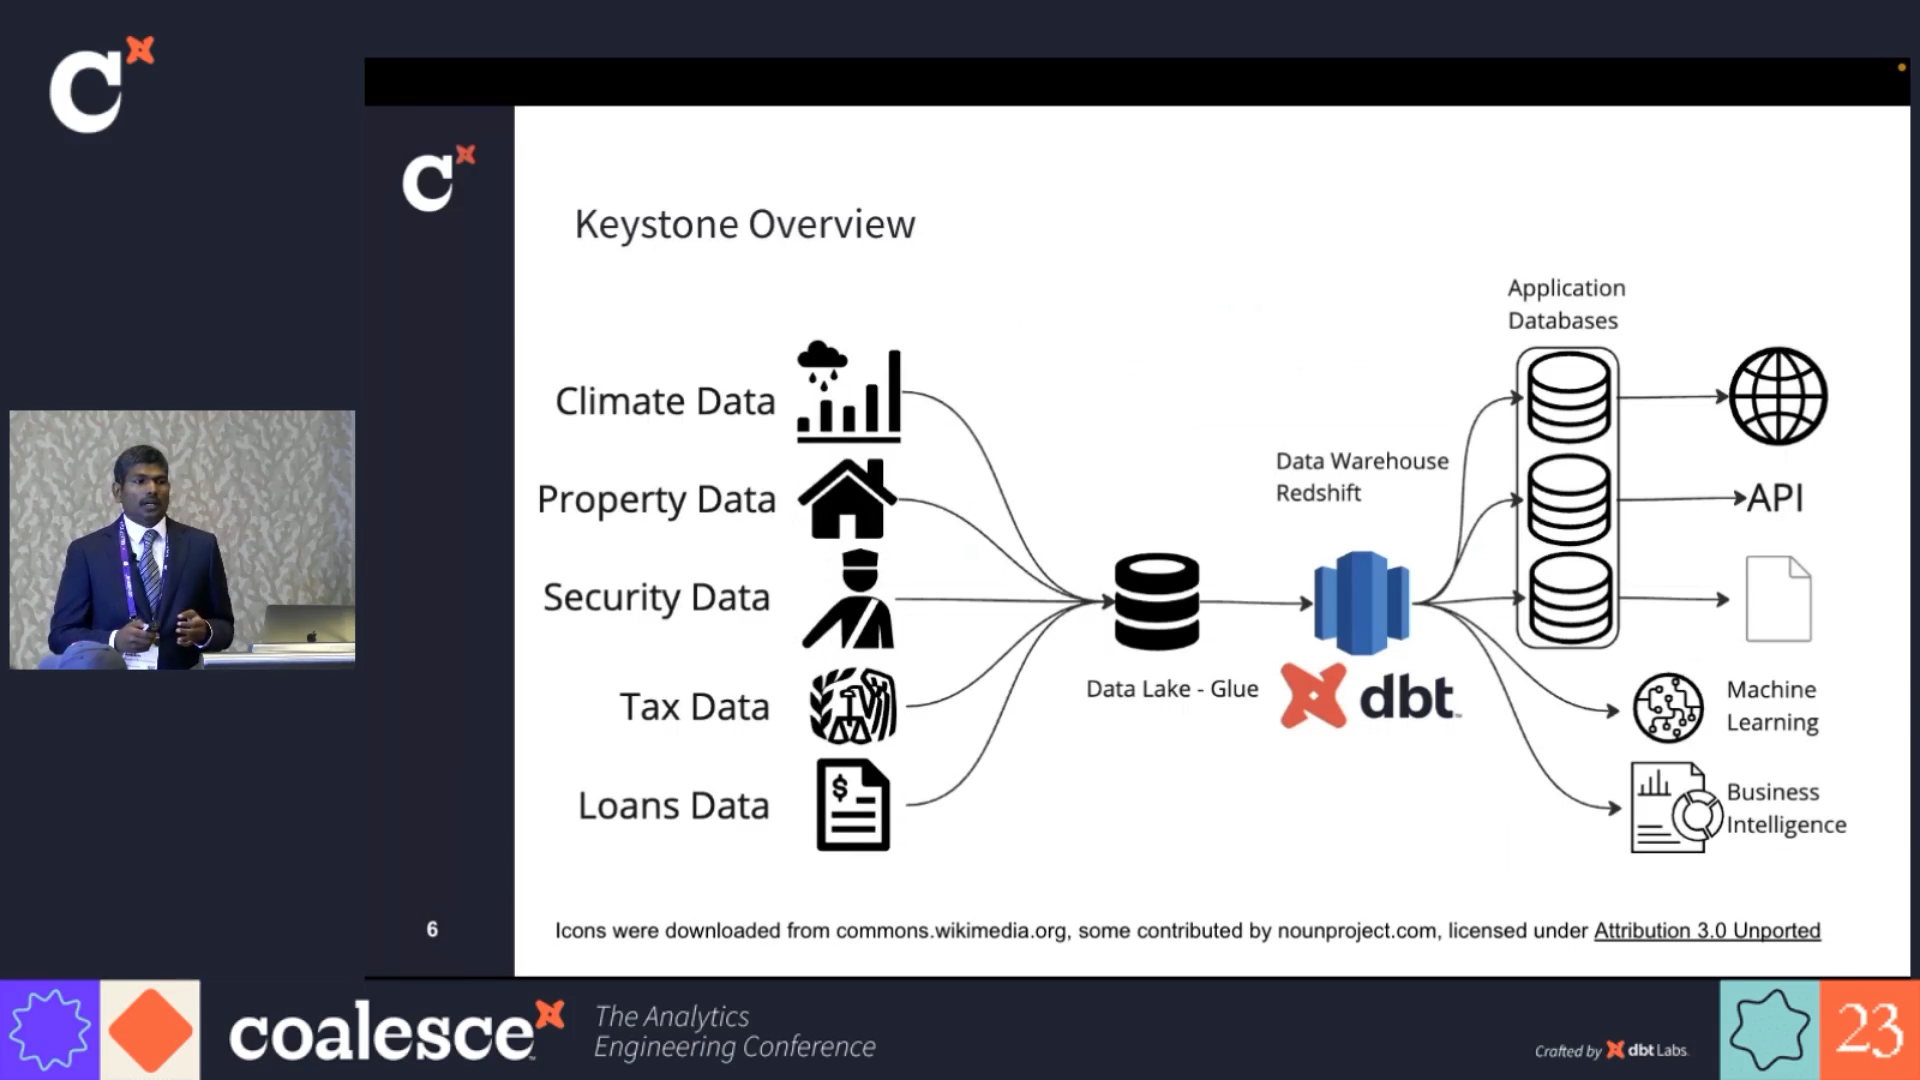 Keystone Overview
Climate Data
Property Data
Security Data
Tax Data
Loans Data
$
Data Lake - Glue
Data Warehouse
Redshift
dbt
Application
Databases
API
Machine
Learning
Business
Intelligence
6
Icons were downloaded from commons.wikimedia.org, some contributed by nounproject.com, licensed under Attribution 3.0 Unported
coalesce
The Analytics
Engineering Conference
Crafted by dbt Labs
23